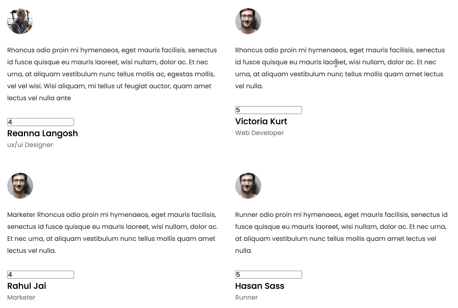 Rhoncus odio proin mi hymenaeos, eget mauris facilisis, senectus
id fusce quisque eu mauris laoreet, wisi nullam, dolor ac. Et nec
urna, at aliquam vestibulum nunc tellus mollis ac, egestas mollis,
vel vel wisi. Wisi aliquam, mi tellus ut feugiat auctor, quam amet
lectus vel nulla ante
4
Reanna Langosh
ux/ui Designer
Rhoncus odio proin mi hymenaeos, eget mauris facilisis, senectus
id fusce quisque eu mauris laoreet, wisi nullam, dolor ac. Et nec
urna, at aliquam vestibulum nunc tellus mollis quam amet lectus
vel nulla.
5
Victoria Kurt
Web Developer
Marketer Rhoncus odio proin mi hymenaeos, eget mauris facilisis,
senectus id fusce quisque eu mauris laoreet, wisi nullam, dolor ac.
Et nec urna, at aliquam vestibulum nunc tellus mollis quam amet
lectus vel nulla.
4
Rahul Jai
Marketer
Runner odio proin mi hymenaeos, eget mauris facilisis, senectus id
fusce quisque eu mauris laoreet, wisi nullam, dolor ac. Et nec urna,
at aliquam vestibulum nunc tellus mollis quam amet lectus vel
nulla.
5
Hasan Sass
Runner